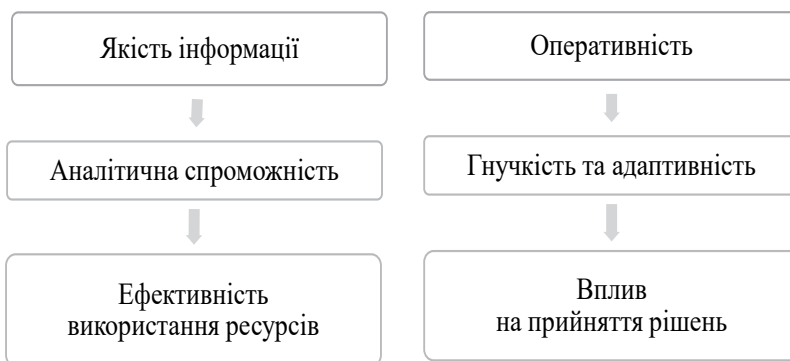 Якість інформації
Оперативність
Аналітична спроможність
Гнучкість та адаптивність
Ефективність
використання ресурсів
Вплив
на прийняття рішень